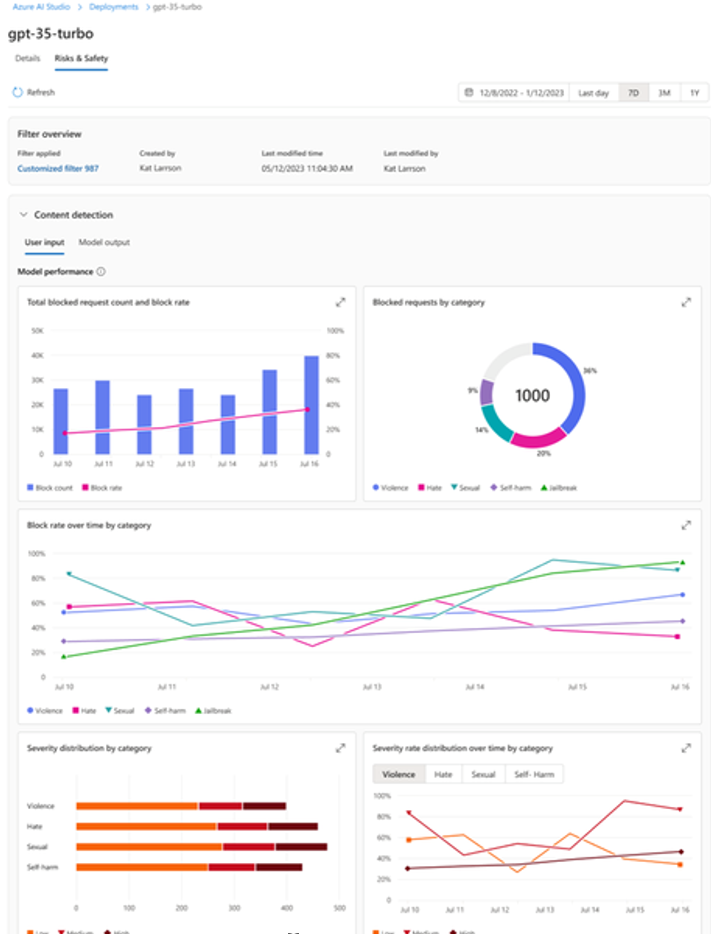 Azure AI Studio > Deployments > gpt-35-turbo
gpt-35-turbo
Details Risks & Safety
Refresh 12/8/2022 - 1/12/2023 Last day 7D 3M 1Y
Filter overview
Filter applied Created by Last modified time Last modified by
Customized filter 987 Kat Larrson 05/12/2023 11:04:30 AM Kat Larrson
Content detection
User input Model output
Model performance
Total blocked request count and block rate
50K 100%
40K 80%
30K 60%
20K 40%
10K 20%
0 0
Jul 10 Jul 11 Jul 12 Jul 13 Jul 14 Jul 15 Jul 16
Block count Block rate
Blocked requests by category
36%
9%
1000
14%
20%
Violence Hate Sexual Self-harm Jailbreak
Block rate over time by category
100%
80%
60%
40%
20%
0
Jul 10 Jul 11 Jul 12 Jul 13 Jul 14 Jul 15 Jul 16
Violence Hate Sexual Self-harm Jailbreak
Severity distribution by category
Violence
Hate
Sexual
Self-harm
0 100 200 300 400 500
Low Medium High
Severity rate distribution over time by category
Violence Hate Sexual Self- Harm
100%
80%
60%
40%
20%
0
Jul 10 Jul 11 Jul 12 Jul 13 Jul 14 Jul 15 Jul 16
Low Medium High